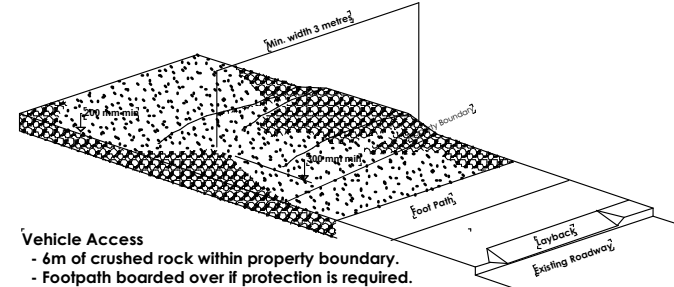 Min. width 3 metres
200 mm min
Boundary
300 mm min
Foot Path
Layback
Existing Roadway
Vehicle Access
- 6m of crushed rock within property boundary.
- Footpath boarded over if protection is required.